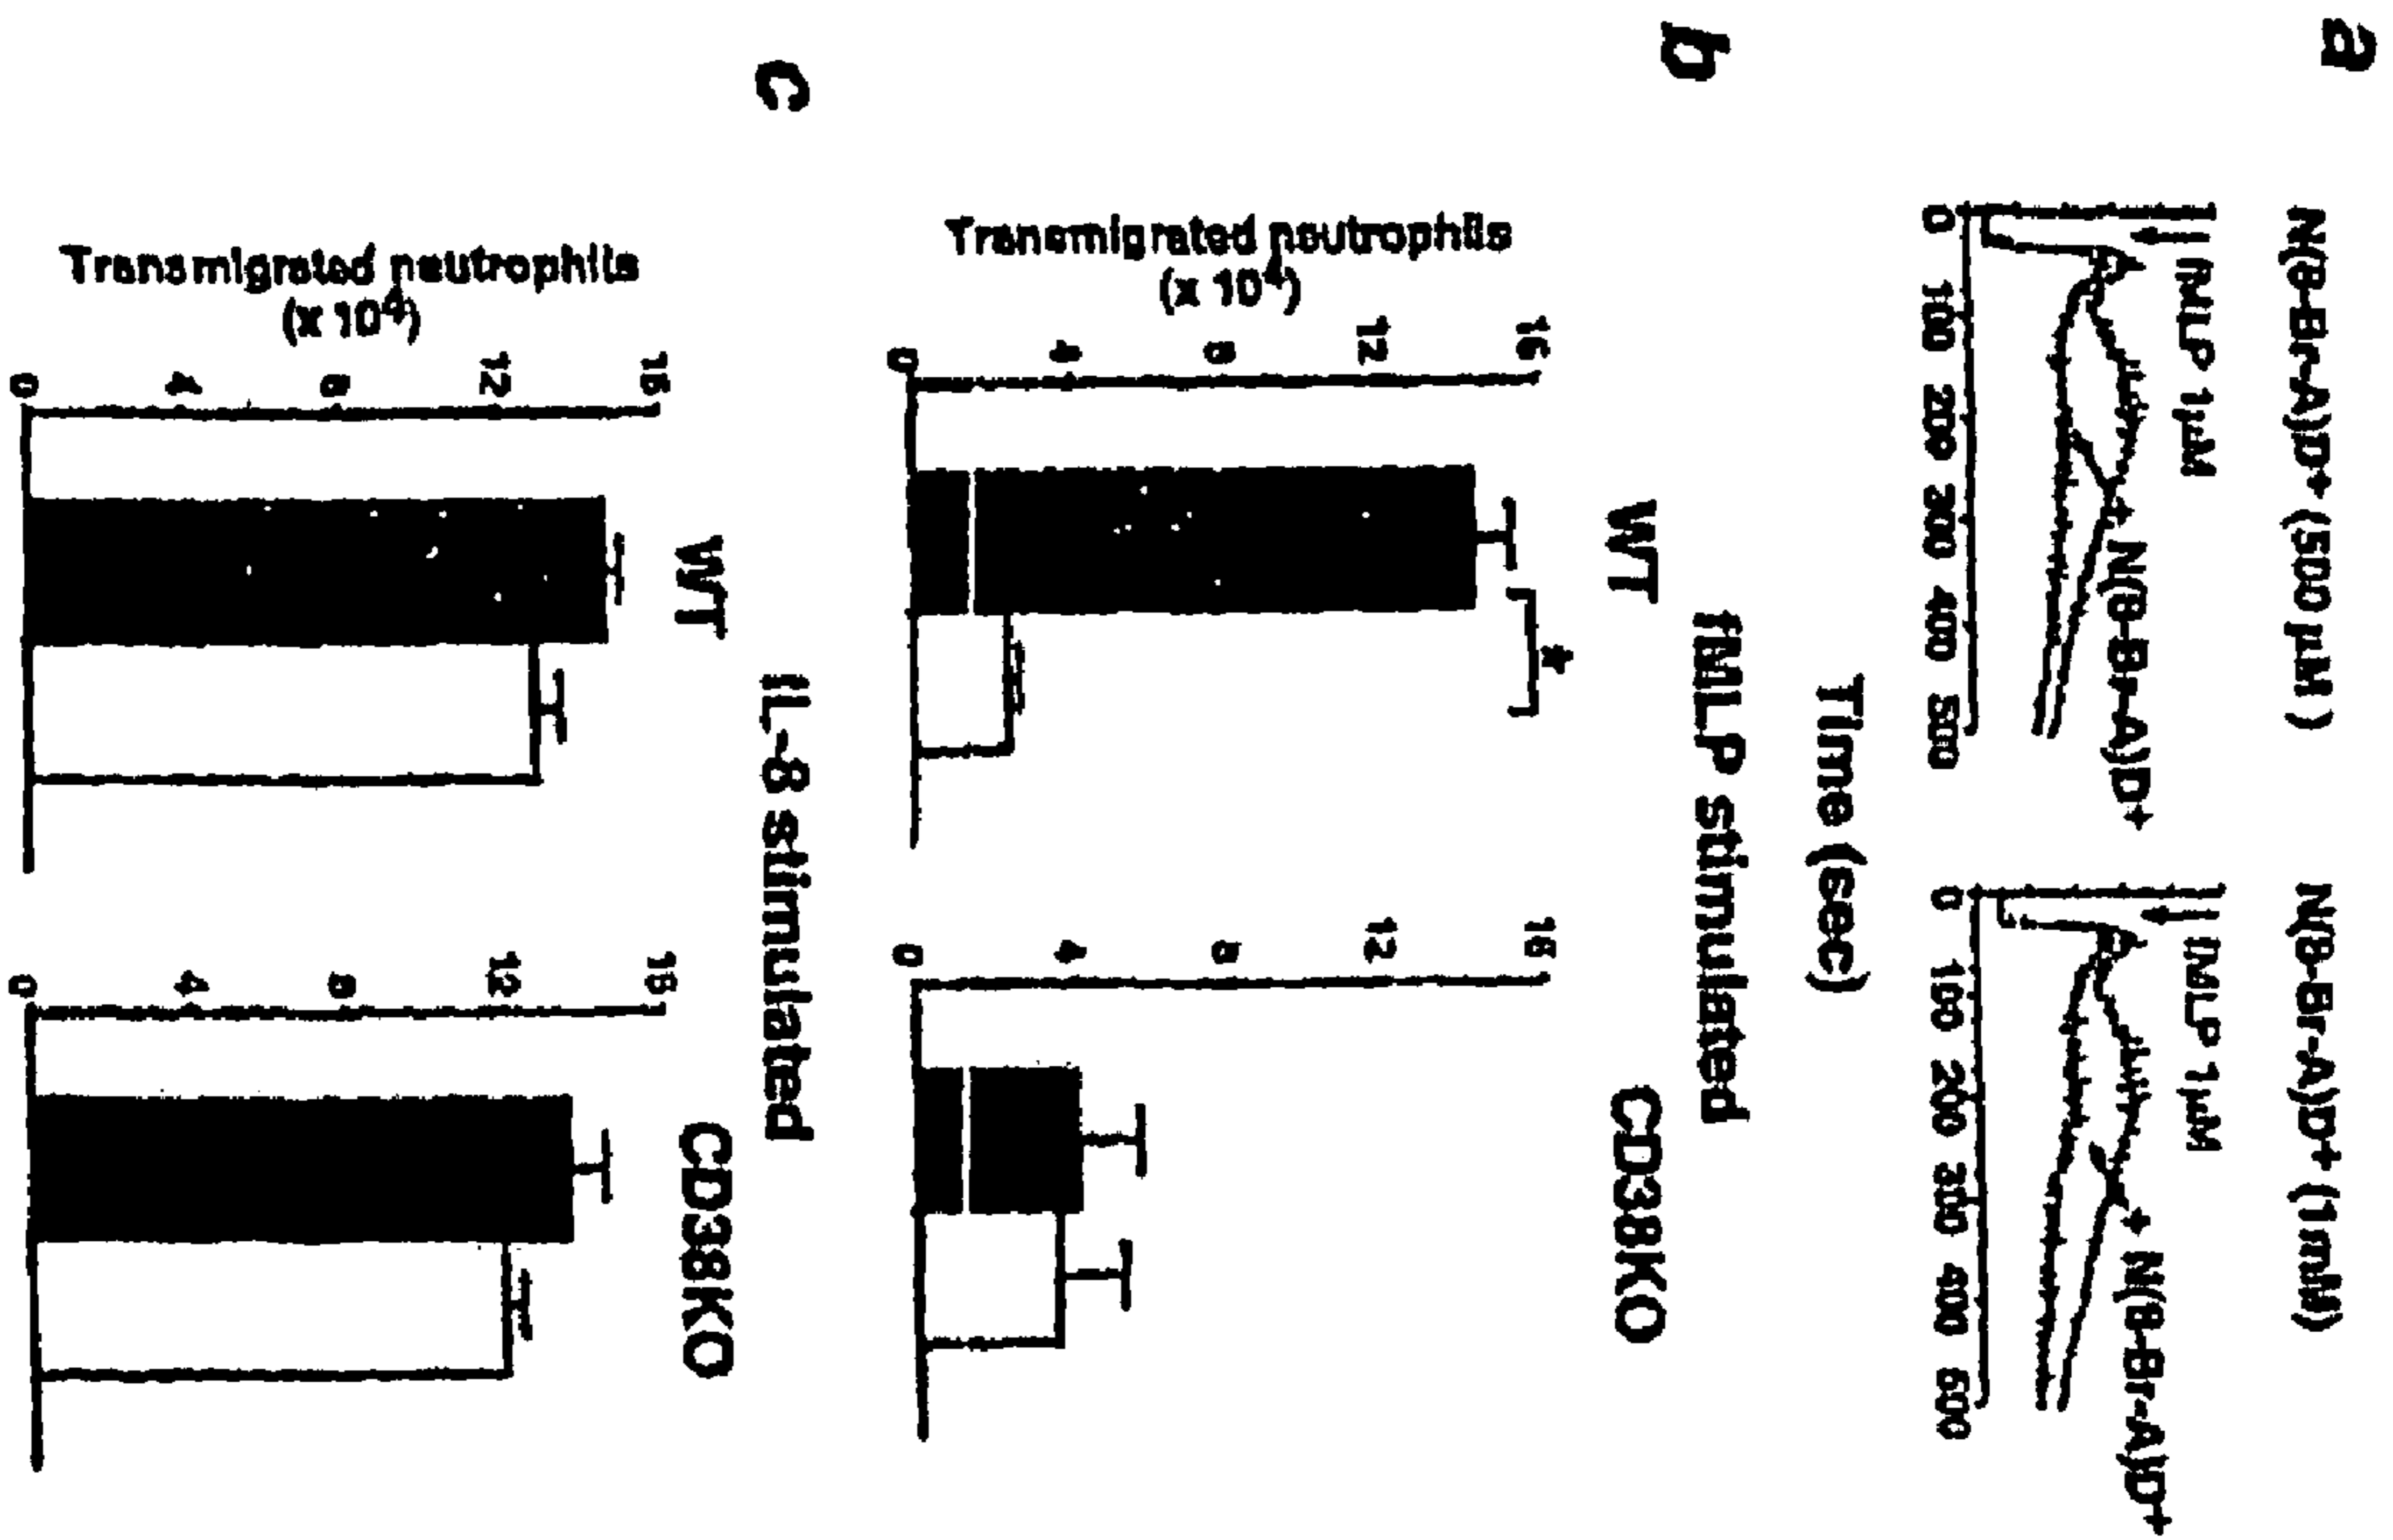 a
N(8-Br-A)D+ (500 µM)
N(8-Br-A)D+ (1mM)
fMLP 1µM
fMLP 1µM
+ N(8-Br-A)D+
+ N(8-Br-A)D+
0 100 200 300 400 500
0 100 200 300 400 500
Time (sec)
b
fMLP stimulated
WT
CD38KO
Transmigrated neutrophils
(x 10⁴)
16
12
8
4
0
*
16
12
8
4
0
c
IL-8 stimulated
WT
CD38KO
Transmigrated neutrophils
(x 10⁴)
16
12
8
4
0
16
12
8
4
0